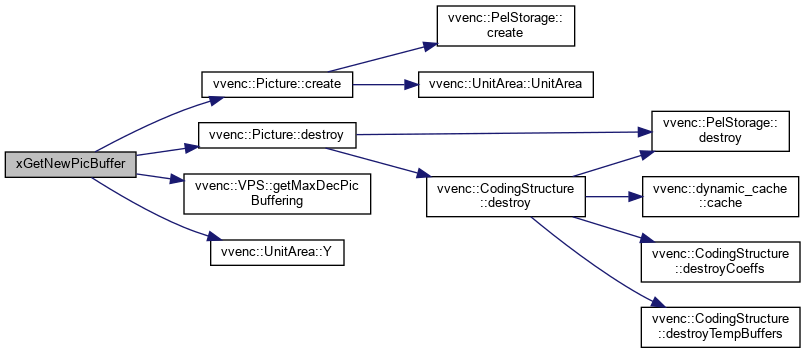 xGetNewPicBuffer
vvenc::Picture::create
vvenc::PelStorage::
create
vvenc::UnitArea::UnitArea
vvenc::Picture::destroy
vvenc::PelStorage::
destroy
vvenc::CodingStructure
::destroy
vvenc::dynamic_cache
::cache
vvenc::CodingStructure
::destroyCoeffs
vvenc::CodingStructure
::destroyTempBuffers
vvenc::VPS::getMaxDecPic
Buffering
vvenc::UnitArea::Y